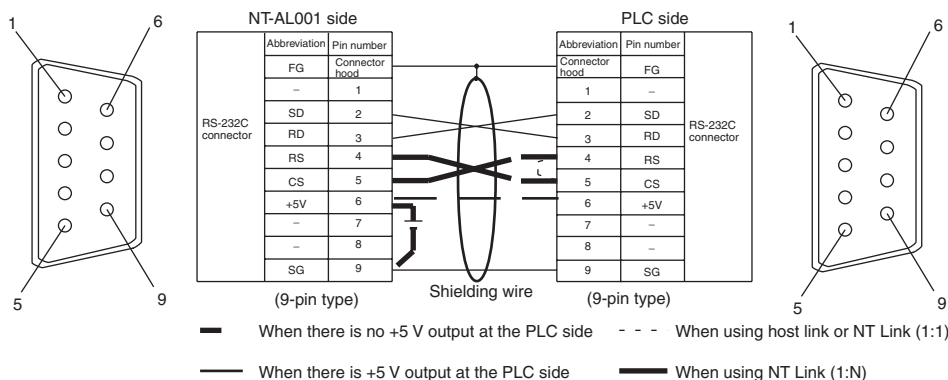 NT-AL001 side PLC side
1 6 1 6
Abbreviation Pin number Abbreviation Pin number
FG Connector hood Connector hood FG
– 1 1 –
SD 2 2 SD
RS-232C connector RD 3 3 RD RS-232C connector
RS 4 4 RS
CS 5 5 CS
+5V 6 6 +5V
– 7 7 –
– 8 8 –
SG 9 9 SG
5 9 5 9
(9-pin type) Shielding wire (9-pin type)
When there is no +5 V output at the PLC side When using host link or NT Link (1:1)
When there is +5 V output at the PLC side When using NT Link (1:N)